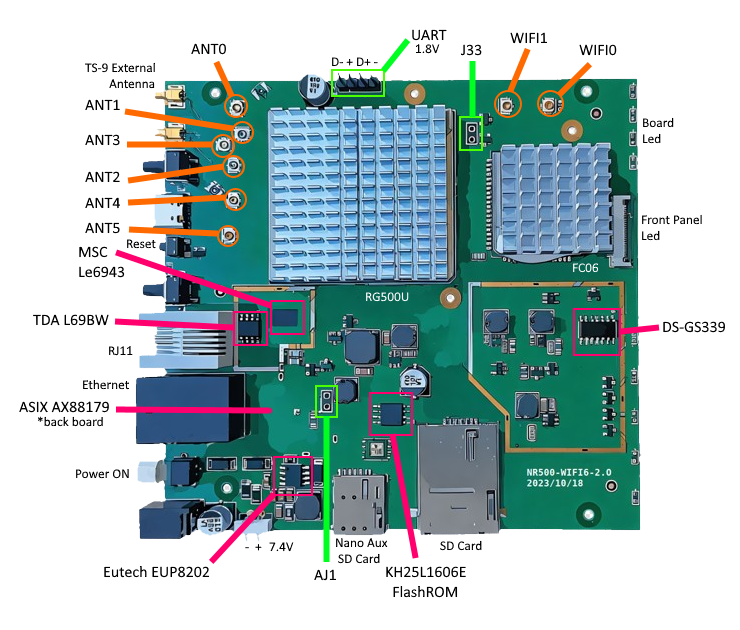 UART
1.8V
ANT0
J33
WIFI1
WIFI0
D- + D+ -
TS-9 External
Antenna
ANT1
ANT3
ANT2
ANT4
ANT5
Board
Led
Reset
MSC
Le6943
Front Panel
Led
FC06
RG500U
TDA L69BW
DS-GS339
RJ11
Ethernet
ASIX AX88179
*back board
Power ON
NR500-WIFI6-2.0
2023/10/18
- + 7.4V
Nano Aux
SD Card
SD Card
Eutech EUP8202
AJ1
KH25L1606E
FlashROM